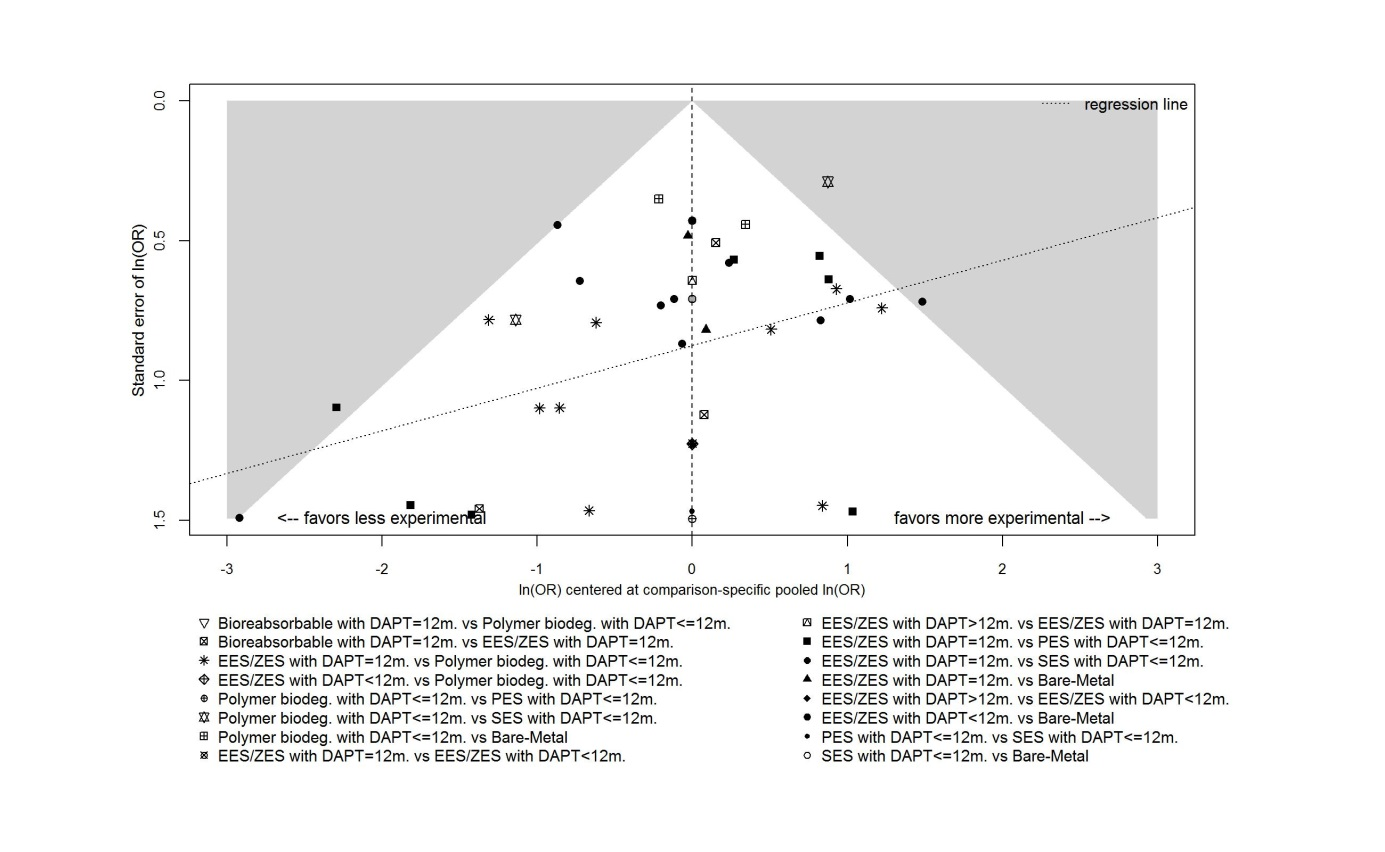 regression line
0.0
0.5
1.0
1.5
Standard error of ln(OR)
<-- favors less experimental
favors more experimental -->
-3
-2
-1
0
1
2
3
ln(OR) centered at comparison-specific pooled ln(OR)
Bioreabsorbable with DAPT=12m. vs Polymer biodeg. with DAPT<=12m.
Bioreabsorbable with DAPT=12m. vs EES/ZES with DAPT=12m.
EES/ZES with DAPT=12m. vs Polymer biodeg. with DAPT<=12m.
EES/ZES with DAPT<12m. vs Polymer biodeg. with DAPT<=12m.
Polymer biodeg. with DAPT<=12m. vs PES with DAPT<=12m.
Polymer biodeg. with DAPT<=12m. vs SES with DAPT<=12m.
Polymer biodeg. with DAPT<=12m. vs Bare-Metal
EES/ZES with DAPT=12m. vs EES/ZES with DAPT<12m.
EES/ZES with DAPT>12m. vs EES/ZES with DAPT=12m.
EES/ZES with DAPT=12m. vs PES with DAPT<=12m.
EES/ZES with DAPT=12m. vs SES with DAPT<=12m.
EES/ZES with DAPT=12m. vs Bare-Metal
EES/ZES with DAPT>12m. vs EES/ZES with DAPT<12m.
EES/ZES with DAPT<12m. vs Bare-Metal
PES with DAPT<=12m. vs SES with DAPT<=12m.
SES with DAPT<=12m. vs Bare-Metal